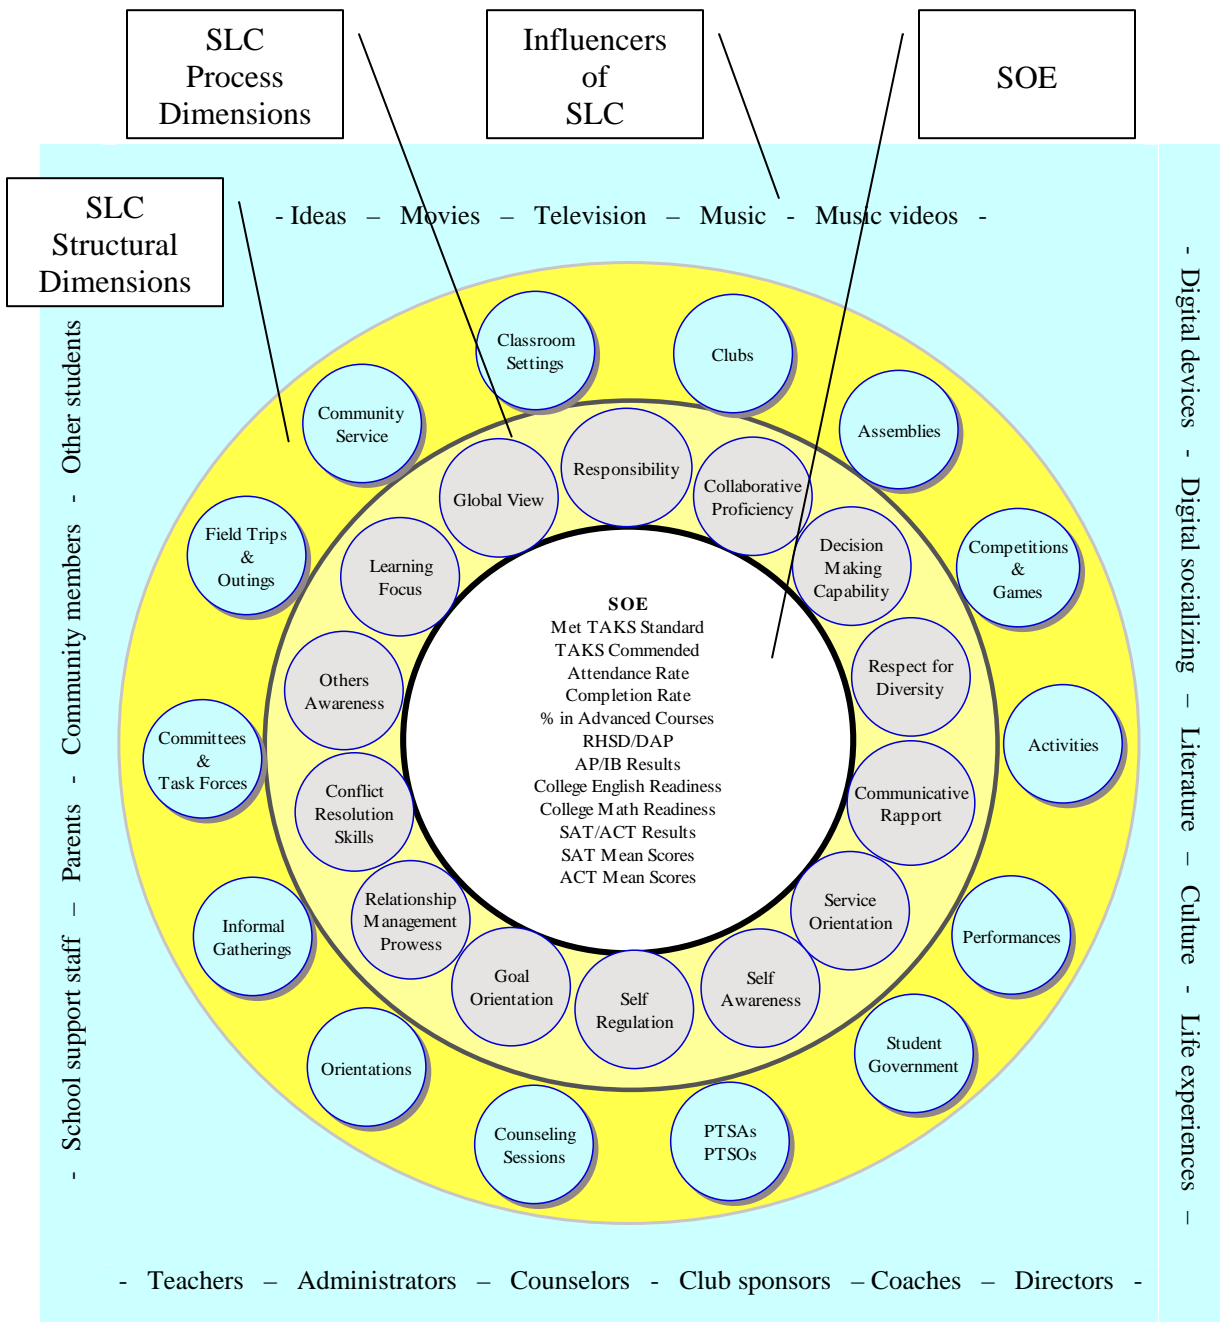 SLC
Process
Dimensions
Influencers
of
SLC
SOE
SLC
Structural
Dimensions
- Ideas – Movies – Television – Music - Music videos -
- Digital devices - Digital socializing – Literature – Culture - Life experiences –
- School support staff – Parents - Community members - Other students
Classroom
Settings
Clubs
Community
Service
Assemblies
Field Trips
&
Outings
Competitions
&
Games
Committees
&
Task Forces
Activities
Informal
Gatherings
Performances
Orientations
Student
Government
Counseling
Sessions
PTSAs
PTSOs
Responsibility
Global View
Collaborative
Proficiency
Learning
Focus
Decision
Making
Capability
Others
Awareness
Respect for
Diversity
Conflict
Resolution
Skills
Communicative
Rapport
Relationship
Management
Prowess
Service
Orientation
Goal
Orientation
Self
Regulation
Self
Awareness
SOE
Met TAKS Standard
TAKS Commended
Attendance Rate
Completion Rate
% in Advanced Courses
RHSD/DAP
AP/IB Results
College English Readiness
College Math Readiness
SAT/ACT Results
SAT Mean Scores
ACT Mean Scores
- Teachers – Administrators – Counselors - Club sponsors – Coaches – Directors -